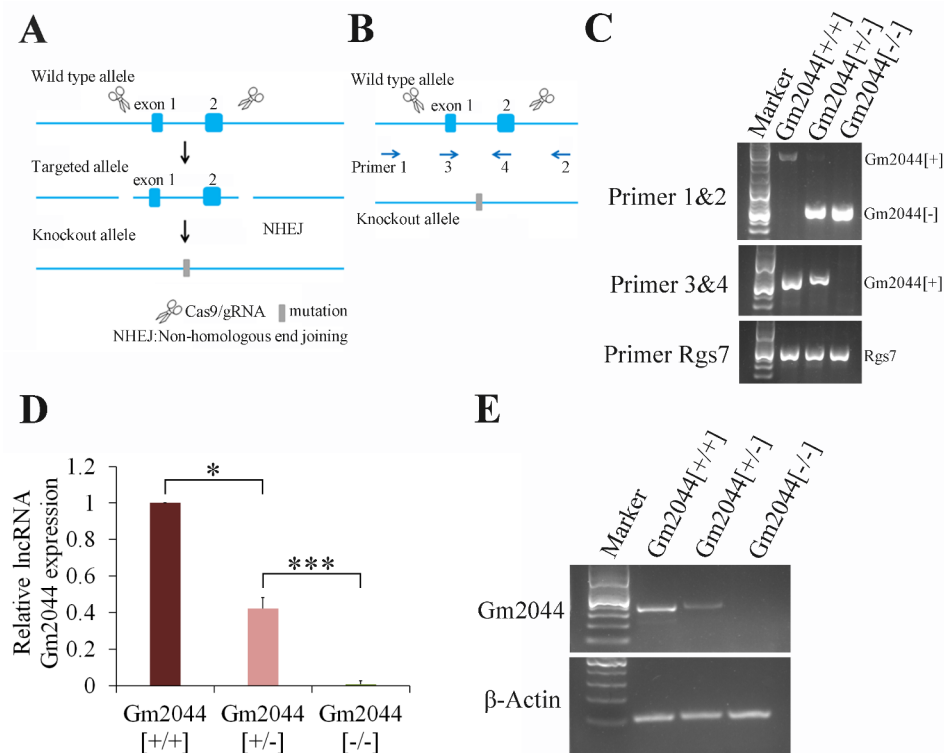 A
Wild type allele
exon 1 2
Targeted allele
exon 1 2
Knockout allele
NHEJ
Cas9/gRNA mutation
NHEJ:Non-homologous end joining
B
Wild type allele
exon 1 2
Primer 1 3 4 2
Knockout allele
C
Marker
Gm2044[+/+]
Gm2044[+/-]
Gm2044[-/-]
Primer 1&2
Gm2044[+]
Gm2044[-]
Primer 3&4
Gm2044[+]
Primer Rgs7
Rgs7
D
Relative lncRNA
Gm2044 expression
1.2
1
0.8
0.6
0.4
0.2
0
*
***
Gm2044
[+/+]
Gm2044
[+/-]
Gm2044
[-/-]
E
Marker
Gm2044[+/+]
Gm2044[+/-]
Gm2044[-/-]
Gm2044
β-Actin